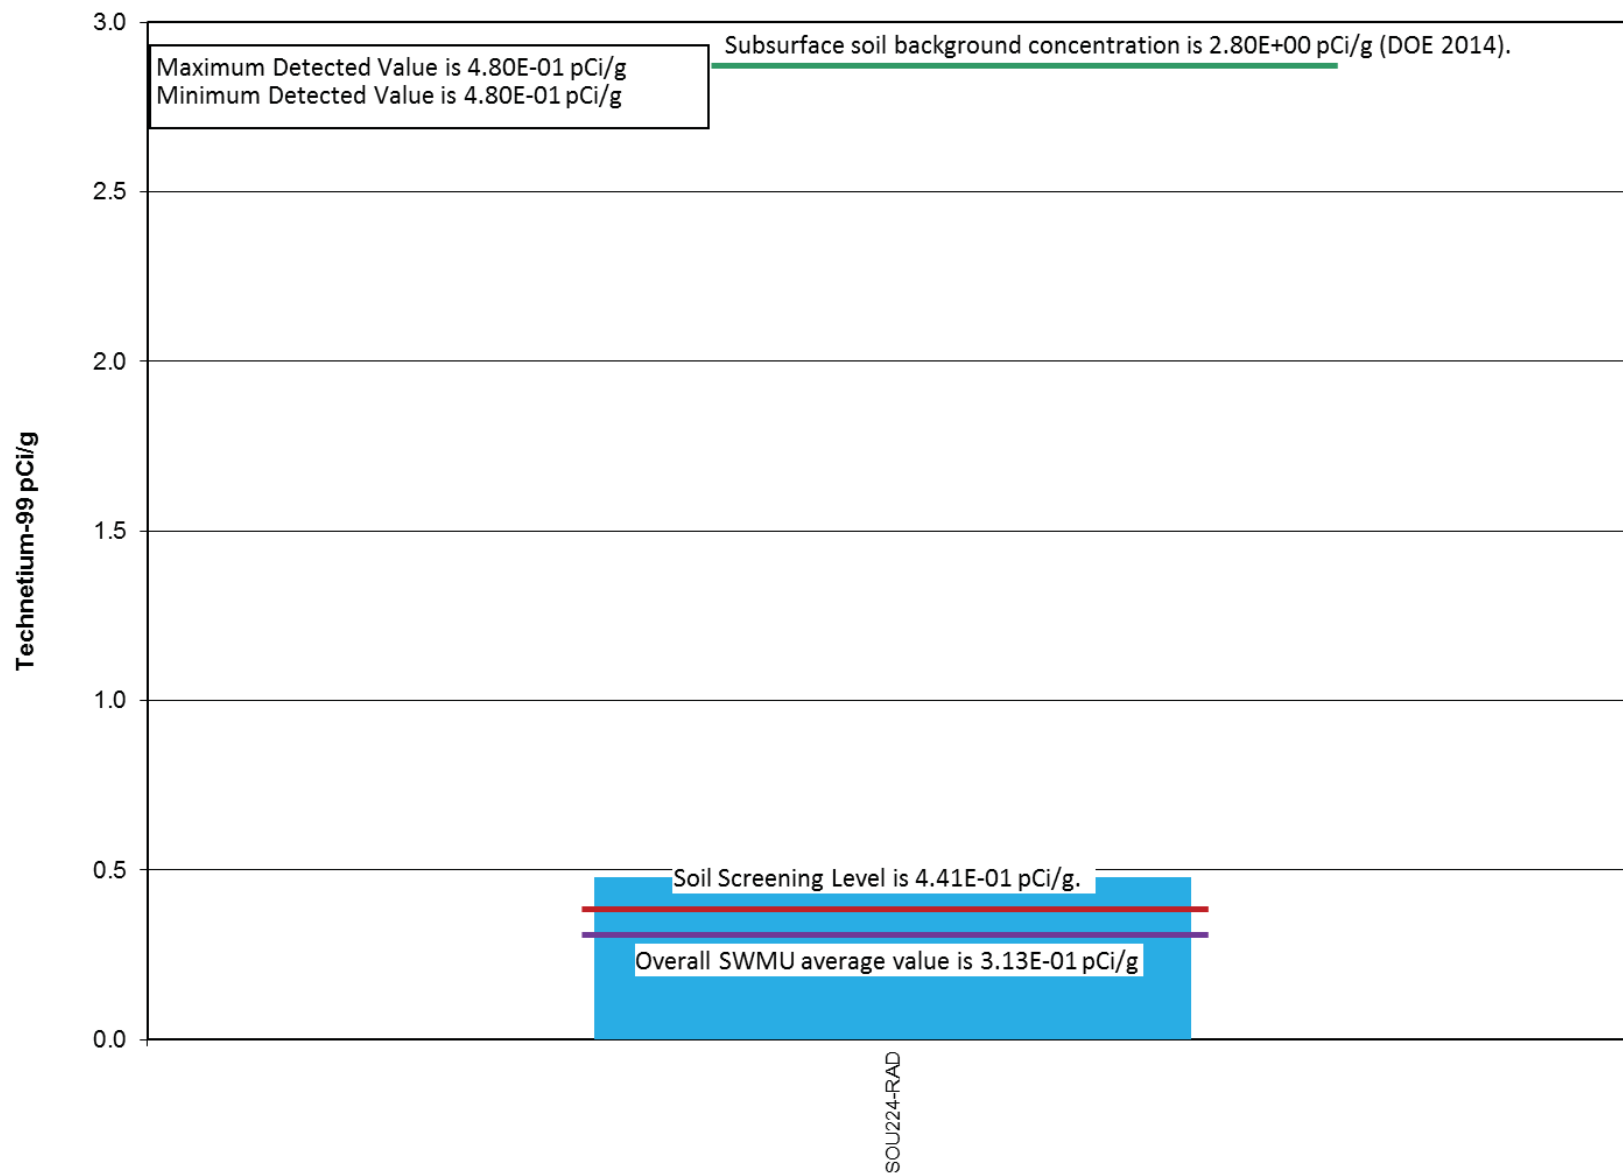 3.0
Subsurface soil background concentration is 2.80E+00 pCi/g (DOE 2014).
Maximum Detected Value is 4.80E-01 pCi/g
Minimum Detected Value is 4.80E-01 pCi/g
2.5
2.0
1.5
Technetium-99 pCi/g
1.0
0.5
Soil Screening Level is 4.41E-01 pCi/g.
Overall SWMU average value is 3.13E-01 pCi/g
0.0
SOU224-RAD